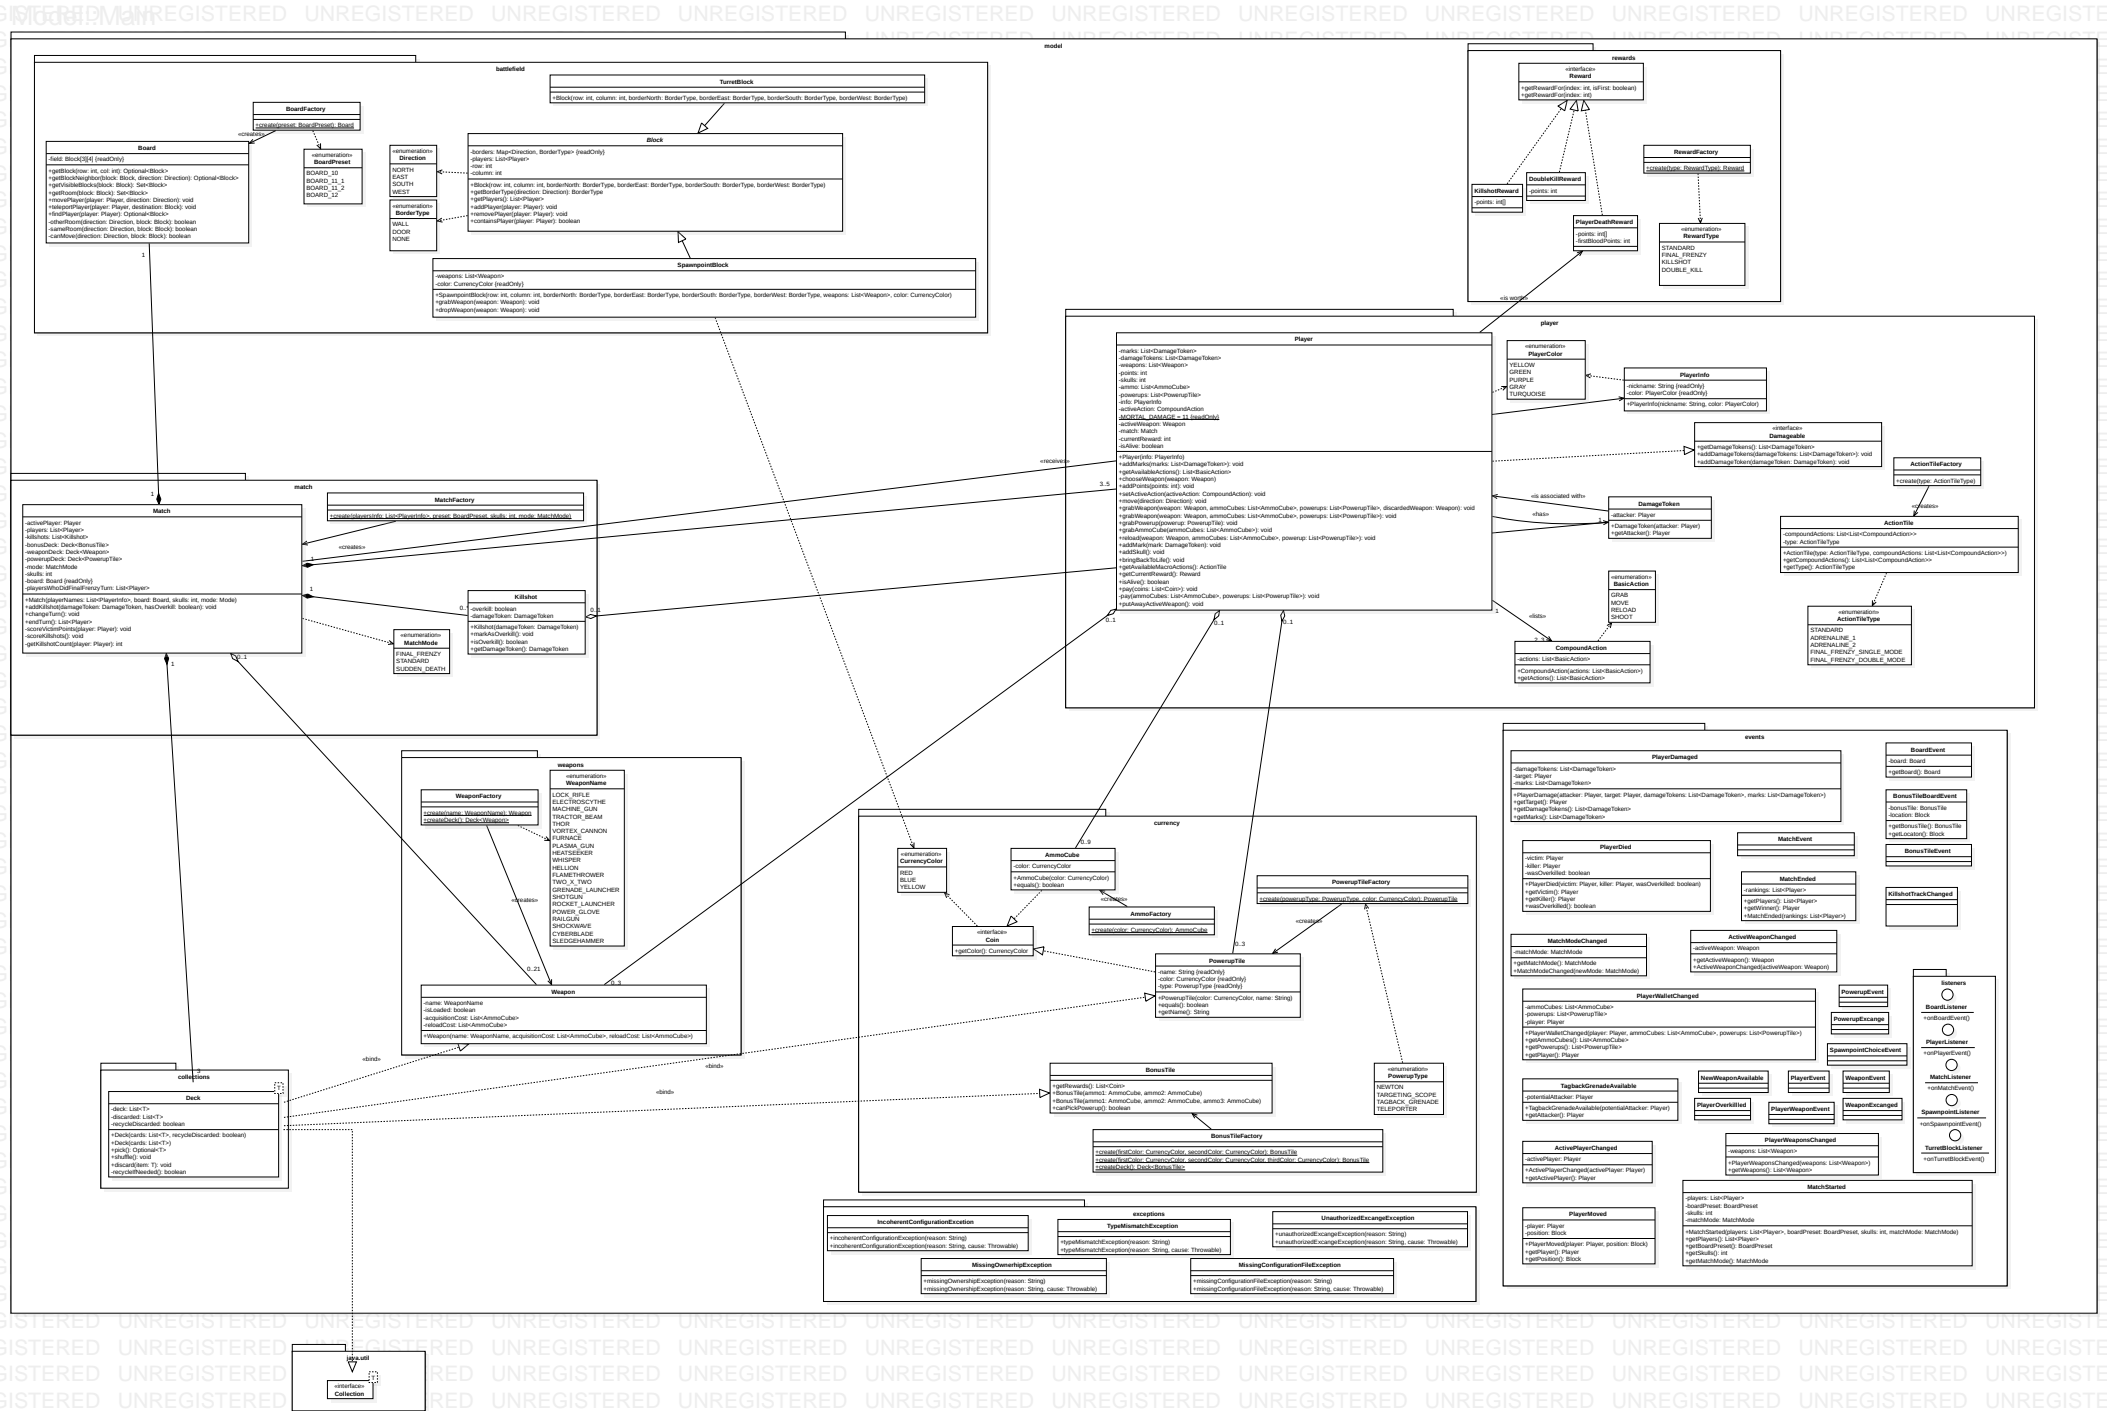 Model::Main
model
battlefield
TurretBlock
+Block(row: int, column: int, borderNorth: BorderType, borderEast: BorderType, borderSouth: BorderType, borderWest: BorderType)
BoardFactory
+create(preset: BoardPreset): Board
«creates»
Board
-field: Block[3][4] {readOnly}
+getBlock(row: int, col: int): Optional<Block>
+getBlockNeighbor(block: Block, direction: Direction): Optional<Block>
+getVisibleBlocks(block: Block): Set<Block>
+getRoom(block: Block): Set<Block>
+movePlayer(player: Player, direction: Direction): void
+teleportPlayer(player: Player, destination: Block): void
+findPlayer(player: Player): Optional<Block>
-otherRoom(direction: Direction, block: Block): boolean
-sameRoom(direction: Direction, block: Block): boolean
-canMove(direction: Direction, block: Block): boolean
«enumeration»
BoardPreset
BOARD_10
BOARD_11_1
BOARD_11_2
BOARD_12
«enumeration»
Direction
NORTH
EAST
SOUTH
WEST
«enumeration»
BorderType
WALL
DOOR
NONE
Block
-borders: Map<Direction, BorderType> {readOnly}
-players: List<Player>
-row: int
-column: int
+Block(row: int, column: int, borderNorth: BorderType, borderEast: BorderType, borderSouth: BorderType, borderWest: BorderType)
+getBorderType(direction: Direction): BorderType
+getPlayers(): List<Player>
+addPlayer(player: Player): void
+removePlayer(player: Player): void
+containsPlayer(player: Player): boolean
SpawnpointBlock
-weapons: List<Weapon>
-color: CurrencyColor {readOnly}
+SpawnpointBlock(row: int, column: int, borderNorth: BorderType, borderEast: BorderType, borderSouth: BorderType, borderWest: BorderType, weapons: List<Weapon>, color: CurrencyColor)
+grabWeapon(weapon: Weapon): void
+dropWeapon(weapon: Weapon): void
rewards
«interface»
Reward
+getRewardFor(index: int, isFirst: boolean)
+getRewardFor(index: int)
RewardFactory
+create(type: RewardType): Reward
KillshotReward
-points: int[]
DoubleKillReward
-points: int
PlayerDeathReward
-points: int[]
-firstBloodPoints: int
«enumeration»
RewardType
STANDARD
FINAL_FRENZY
KILLSHOT
DOUBLE_KILL
«is worth»
player
Player
-marks: List<DamageToken>
-damageTokens: List<DamageToken>
-weapons: List<Weapon>
-points: int
-skulls: int
-ammo: List<AmmoCube>
-powerups: List<PowerupTile>
-info: PlayerInfo
-activeAction: CompoundAction
-MORTAL_DAMAGE = 11 {readOnly}
-activeWeapon: Weapon
-match: Match
-currentReward: int
-isAlive: boolean
+Player(info: PlayerInfo)
+addMarks(marks: List<DamageToken>): void
+getAvailableActions(): List<BasicAction>
+chooseWeapon(weapon: Weapon)
+addPoints(points: int): void
+setActiveAction(activeAction: CompoundAction): void
+move(direction: Direction): void
+grabWeapon(weapon: Weapon, ammoCubes: List<AmmoCube>, powerups: List<PowerupTile>, discardedWeapon: Weapon): void
+grabWeapon(weapon: Weapon, ammoCubes: List<AmmoCube>, powerups: List<PowerupTile>): void
+grabPowerup(powerup: PowerupTile): void
+grabAmmoCube(ammoCubes: List<AmmoCube>): void
+reload(weapon: Weapon, ammoCubes: List<AmmoCube>, powerup: List<PowerupTile>): void
+addMark(mark: DamageToken): void
+addSkull(): void
+bringBackToLife(): void
+getAvailableMacroActions(): ActionTile
+getCurrentReward(): Reward
+isAlive(): boolean
+pay(coins: List<Coin>): void
-pay(ammoCubes: List<AmmoCube>, powerups: List<PowerupTile>): void
+putAwayActiveWeapon(): void
«enumeration»
PlayerColor
YELLOW
GREEN
PURPLE
GRAY
TURQUOISE
PlayerInfo
-nickname: String {readOnly}
-color: PlayerColor {readOnly}
+PlayerInfo(nickname: String, color: PlayerColor)
«interface»
Damageable
+getDamageTokens(): List<DamageToken>
+addDamageTokens(damageTokens: List<DamageToken>): void
+addDamageToken(damageToken: DamageToken): void
ActionTileFactory
+create(type: ActionTileType)
«creates»
«is associated with»
«has»
1
DamageToken
-attacker: Player
+DamageToken(attacker: Player)
+getAttacker(): Player
ActionTile
-compoundActions: List<List<CompoundAction>>
-type: ActionTileType
+ActionTile(type: ActionTileType, compoundActions: List<List<CompoundAction>>)
+getCompoundActions(): List<List<CompoundAction>>
+getType(): ActionTileType
«enumeration»
BasicAction
GRAB
MOVE
RELOAD
SHOOT
«enumeration»
ActionTileType
STANDARD
ADRENALINE_1
ADRENALINE_2
FINAL_FRENZY_SINGLE_MODE
FINAL_FRENZY_DOUBLE_MODE
1
«lists»
CompoundAction
-actions: List<BasicAction>
+CompoundAction(actions: List<BasicAction>)
+getActions(): List<BasicAction>
1
1
match
Match
-activePlayer: Player
-players: List<Player>
-killshots: List<Killshot>
-bonusDeck: Deck<BonusTile>
-weaponDeck: Deck<Weapon>
-powerupDeck: Deck<PowerupTile>
-mode: MatchMode
-skulls: int
-board: Board {readOnly}
-playersWhoDidFinalFrenzyTurn: List<Player>
+Match(playerNames: List<PlayerInfo>, board: Board, skulls: int, mode: Mode)
+addKillshot(damageToken: DamageToken, hasOverkill: boolean): void
+changeTurn(): void
+endTurn(): List<Player>
-scoreVictimPoints(player: Player): void
-scoreKillshots(): void
-getKillshotCount(player: Player): int
MatchFactory
+create(playersInfo: List<PlayerInfo>, preset: BoardPreset, skulls: int, mode: MatchMode)
«creates»
«receives»
3..5
1
1
0..1
Killshot
-overkill: boolean
-damageToken: DamageToken
+Killshot(damageToken: DamageToken)
+markAsOverkill(): void
+isOverkill(): boolean
+getDamageToken(): DamageToken
«enumeration»
MatchMode
FINAL_FRENZY
STANDARD
SUDDEN_DEATH
1
0..1
0..1
0..1
0..1
weapons
WeaponFactory
+create(name: WeaponName): Weapon
+createDeck(): Deck<Weapon>
«enumeration»
WeaponName
LOCK_RIFLE
ELECTROSCYTHE
MACHINE_GUN
TRACTOR_BEAM
THOR
VORTEX_CANNON
FURNACE
PLASMA_GUN
HEATSEEKER
WHISPER
HELLION
FLAMETHROWER
TWO_X_TWO
GRENADE_LAUNCHER
SHOTGUN
ROCKET_LAUNCHER
POWER_GLOVE
RAILGUN
SHOCKWAVE
CYBERBLADE
SLEDGEHAMMER
«creates»
0..21
0..3
Weapon
-name: WeaponName
-isLoaded: boolean
-acquisitionCost: List<AmmoCube>
-reloadCost: List<AmmoCube>
+Weapon(name: WeaponName, acquisitionCost: List<AmmoCube>, reloadCost: List<AmmoCube>)
«bind»
«bind»
«bind»
collections
3
T
Deck
-deck: List<T>
-discarded: List<T>
-recycleDiscarded: boolean
+Deck(cards: List<T>, recycleDiscarded: boolean)
+Deck(cards: List<T>)
+pick(): Optional<T>
+shuffle(): void
+discard(item: T): void
-recycleIfNeeded(): boolean
currency
«enumeration»
CurrencyColor
RED
BLUE
YELLOW
0..9
AmmoCube
-color: CurrencyColor
+AmmoCube(color: CurrencyColor)
+equals(): boolean
«creates»
AmmoFactory
+create(color: CurrencyColor): AmmoCube
«interface»
Coin
+getColor(): CurrencyColor
PowerupTileFactory
+create(powerupType: PowerupType, color: CurrencyColor): PowerupTile
«creates»
0..3
PowerupTile
-name: String {readOnly}
-color: CurrencyColor {readOnly}
-type: PowerupType {readOnly}
+PowerupTile(color: CurrencyColor, name: String)
+equals(): boolean
+getName(): String
BonusTile
+getRewards(): List<Coin>
+BonusTile(ammo1: AmmoCube, ammo2: AmmoCube)
+BonusTile(ammo1: AmmoCube, ammo2: AmmoCube, ammo3: AmmoCube)
+canPickPowerup(): boolean
«enumeration»
PowerupType
NEWTON
TARGETING_SCOPE
TAGBACK_GRENADE
TELEPORTER
BonusTileFactory
+create(firstColor: CurrencyColor, secondColor: CurrencyColor): BonusTile
+create(firstColor: CurrencyColor, secondColor: CurrencyColor, thirdColor: CurrencyColor): BonusTile
+createDeck(): Deck<BonusTile>
exceptions
IncoherentConfigurationExcetion
+incoherentConfigurationException(reason: String)
+incoherentConfigurationException(reason: String, cause: Throwable)
TypeMismatchException
+typeMismatchException(reason: String)
+typeMismatchException(reason: String, cause: Throwable)
UnauthorizedExcangeException
+unauthorizedExcangeException(reason: String)
+unauthorizedExcangeException(reason: String, cause: Throwable)
MissingOwnerhipException
+missingOwnershipException(reason: String)
+missingOwnershipException(reason: String, cause: Throwable)
MissingConfigurationFileException
+missingConfigurationFileException(reason: String)
+missingConfigurationFileException(reason: String, cause: Throwable)
events
PlayerDamaged
-damageTokens: List<DamageToken>
-target: Player
-marks: List<DamageToken>
+PlayerDamage(attacker: Player, target: Player, damageTokens: List<DamageToken>, marks: List<DamageToken>)
+getTarget(): Player
+getDamageTokens(): List<DamageToken>
+getMarks(): List<DamageToken>
BoardEvent
-board: Board
+getBoard(): Board
BonusTileBoardEvent
-bonusTile: BonusTile
-location: Block
+getBonusTile(): BonusTile
+getLocaton(): Block
PlayerDied
-victim: Player
-killer: Player
-wasOverkilled: boolean
+PlayerDied(victim: Player, killer: Player, wasOverkilled: boolean)
+getVictim(): Player
+getKiller(): Player
+wasOverkilled(): boolean
MatchEvent
BonusTileEvent
MatchEnded
-rankings: List<Player>
+getPlayers(): List<Player>
+getWinner(): Player
+MatchEnded(rankings: List<Player>)
KillshotTrackChanged
MatchModeChanged
-matchMode: MatchMode
+getMatchMode(): MatchMode
+MatchModeChanged(newMode: MatchMode)
ActiveWeaponChanged
-activeWeapon: Weapon
+getActiveWeapon(): Weapon
+ActiveWeaponChanged(activeWeapon: Weapon)
PlayerWalletChanged
-ammoCubes: List<AmmoCube>
-powerups: List<PowerupTile>
-player: Player
+PlayerWalletChanged(player: Player, ammoCubes: List<AmmoCube>, powerups: List<PowerupTile>)
+getAmmoCubes(): List<AmmoCube>
+getPowerups(): List<PowerupTile>
+getPlayer(): Player
PowerupEvent
PowerupExcange
SpawnpointChoiceEvent
listeners
BoardListener
+onBoardEvent()
PlayerListener
+onPlayerEvent()
MatchListener
+onMatchEvent()
SpawnpointListener
+onSpawnpointEvent()
TurretBlockListener
+onTurretBlockEvent()
TagbackGrenadeAvailable
-potentialAttacker: Player
+TagbackGrenadeAvailable(potentialAttacker: Player)
+getAttacker(): Player
NewWeaponAvailable
PlayerEvent
WeaponEvent
PlayerOverkillled
PlayerWeaponEvent
WeaponExcanged
ActivePlayerChanged
-activePlayer: Player
+ActivePlayerChanged(activePlayer: Player)
+getActivePlayer(): Player
PlayerWeaponsChanged
-weapons: List<Weapon>
+PlayerWeaponsChanged(weapons: List<Weapon>)
+getWeapons(): List<Weapon>
PlayerMoved
-player: Player
-position: Block
+PlayerMoved(player: Player, position: Block)
+getPlayer(): Player
+getPosition(): Block
MatchStarted
-players: List<Player>
-boardPreset: BoardPreset
-skulls: int
-matchMode: MatchMode
+MatchStarted(players: List<Player>, boardPreset: BoardPreset, skulls: int, matchMode: MatchMode)
+getPlayers(): List<Player>
+getBoardPreset(): BoardPreset
+getSkulls(): int
+getMatchMode(): MatchMode
java.util
T
«interface»
Collection